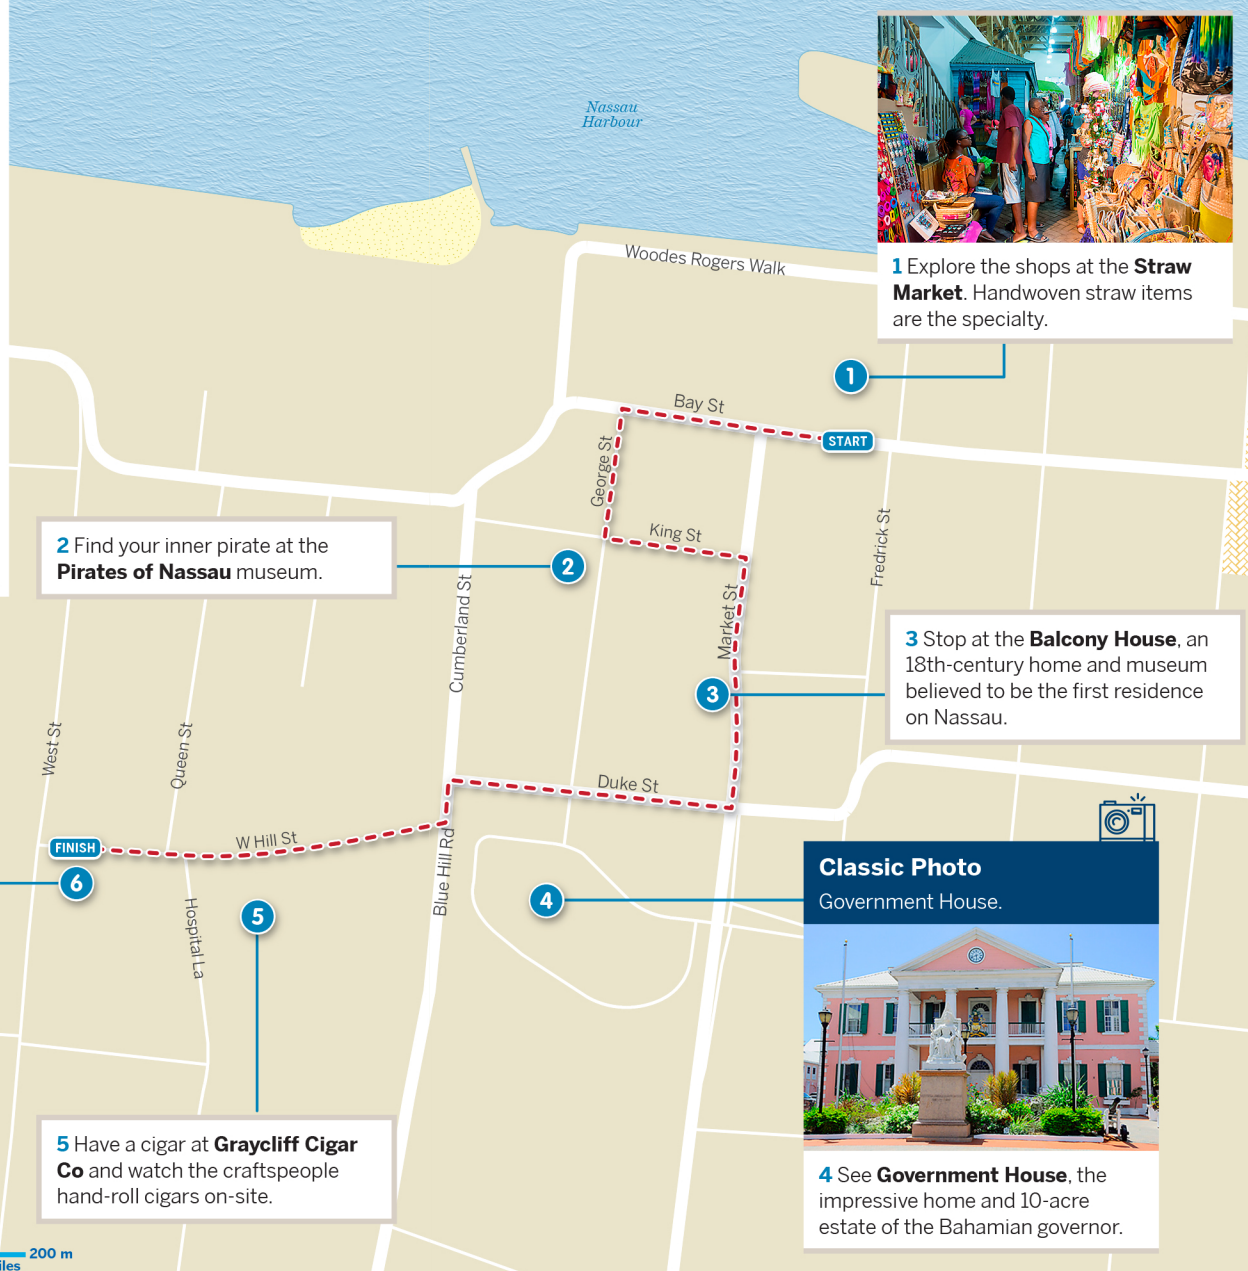 Nassau
Harbour
Woodes Rogers Walk
1 Explore the shops at the Straw
Market. Handwoven straw items
are the specialty.
1
Bay St
START
George St
King St
2 Find your inner pirate at the
Pirates of Nassau museum.
2
Fredrick St
Cumberland St
Market St
3 Stop at the Balcony House, an
18th-century home and museum
believed to be the first residence
on Nassau.
3
West St
Queen St
Duke St
W Hill St
FINISH
6
Blue Hill Rd
Hospital La
5
4
Classic Photo
Government House.
5 Have a cigar at Graycliff Cigar
Co and watch the craftspeople
hand-roll cigars on-site.
4 See Government House, the
impressive home and 10-acre
estate of the Bahamian governor.
200 m
iles